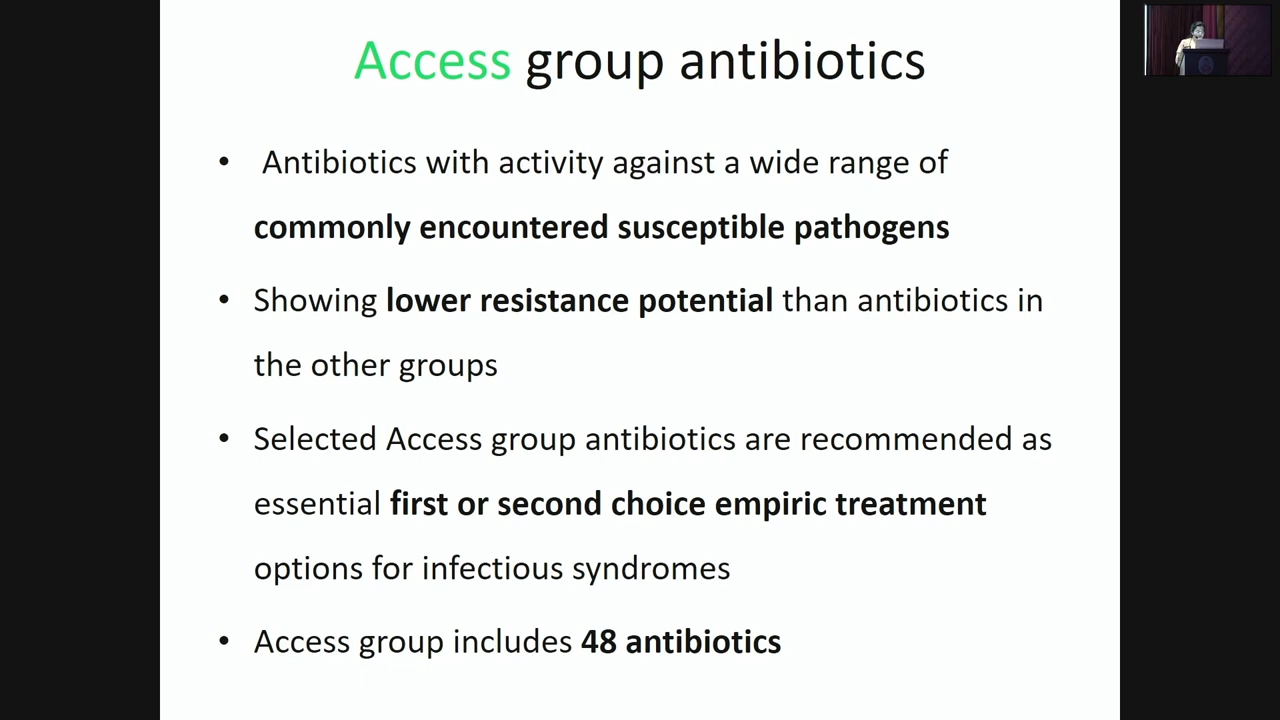 Access group antibiotics
• Antibiotics with activity against a wide range of
commonly encountered susceptible pathogens
• Showing lower resistance potential than antibiotics in
the other groups
• Selected Access group antibiotics are recommended as
essential first or second choice empiric treatment
options for infectious syndromes
• Access group includes 48 antibiotics